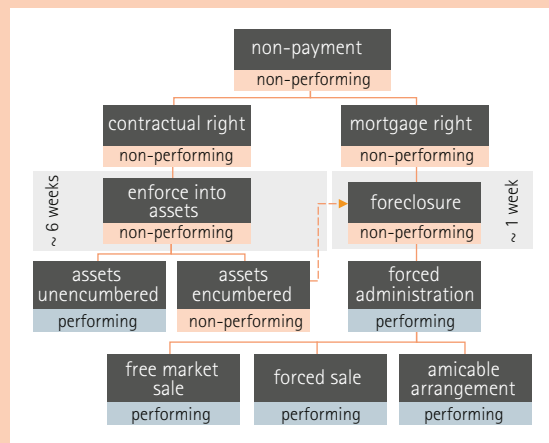 non-payment
non-performing
contractual right
non-performing
mortgage right
non-performing
~ 6 weeks
enforce into
assets
non-performing
foreclosure
non-performing
~ 1 week
assets
unencumbered
performing
assets
encumbered
non-performing
forced
administration
performing
free market
sale
performing
forced sale
performing
amicable
arrangement
performing